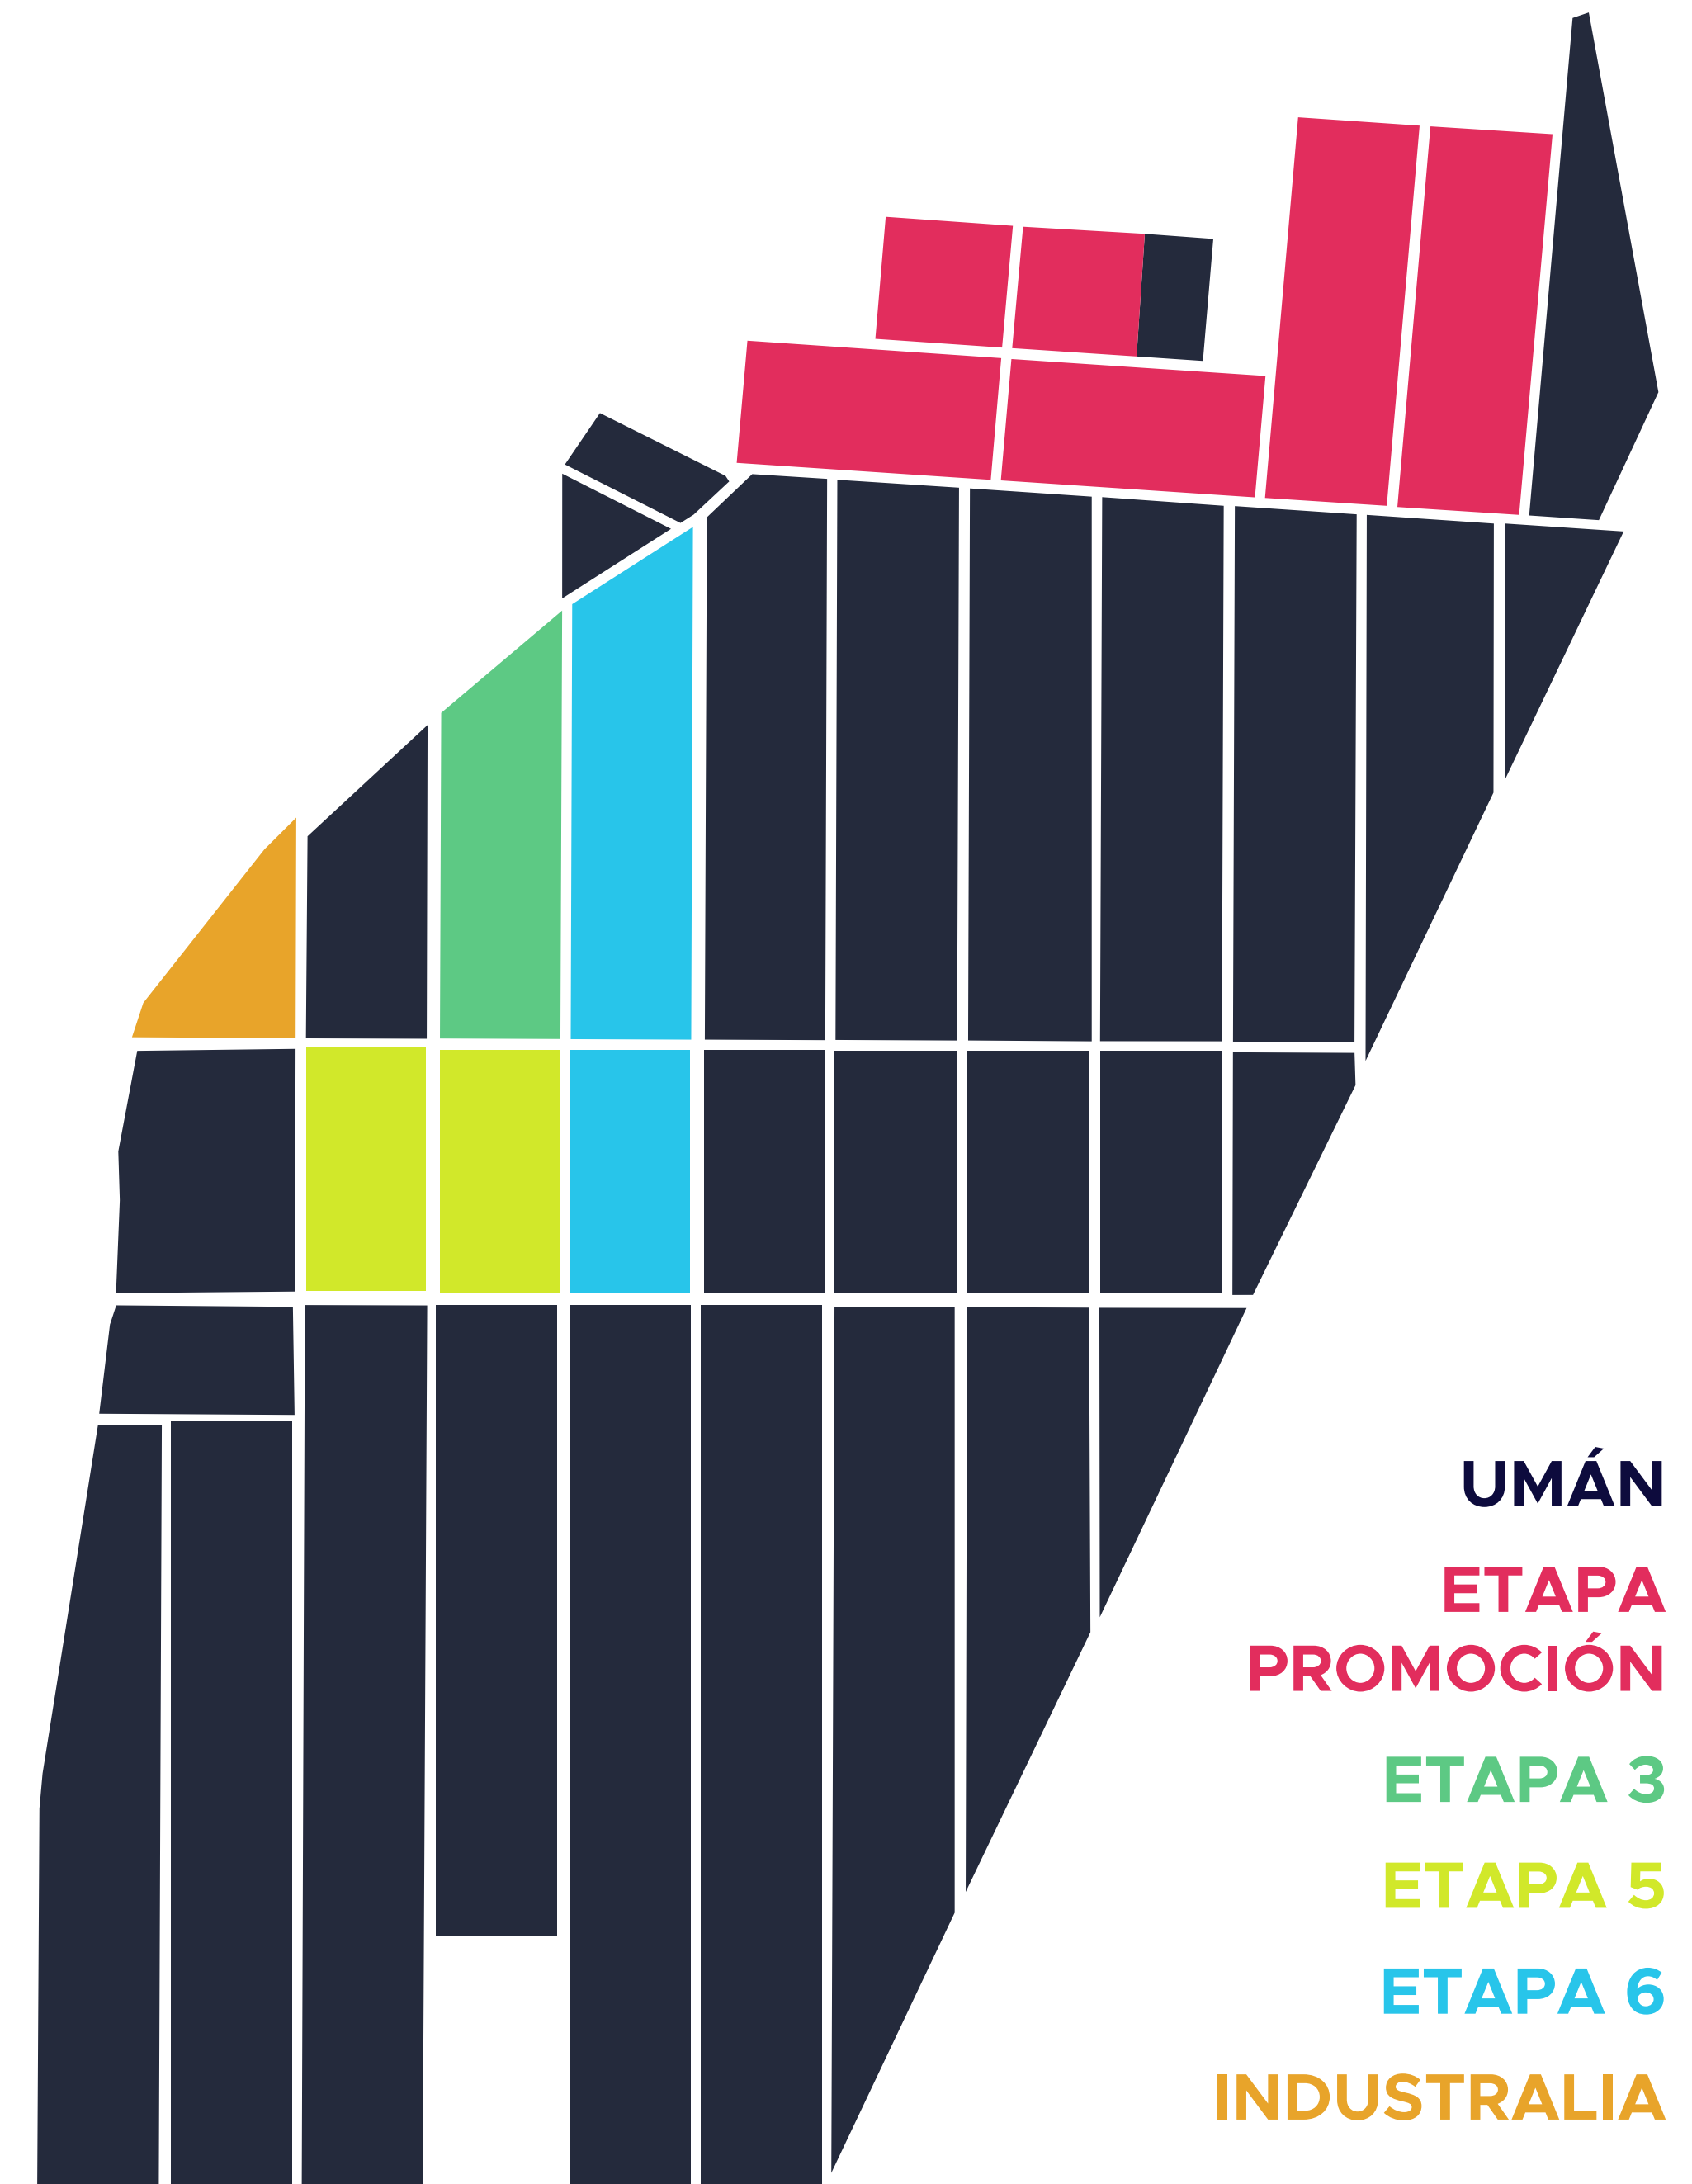 UMÁN
ETAPA
PROMOCIÓN
ETAPA 3
ETAPA 5
ETAPA 6
INDUSTRALIA